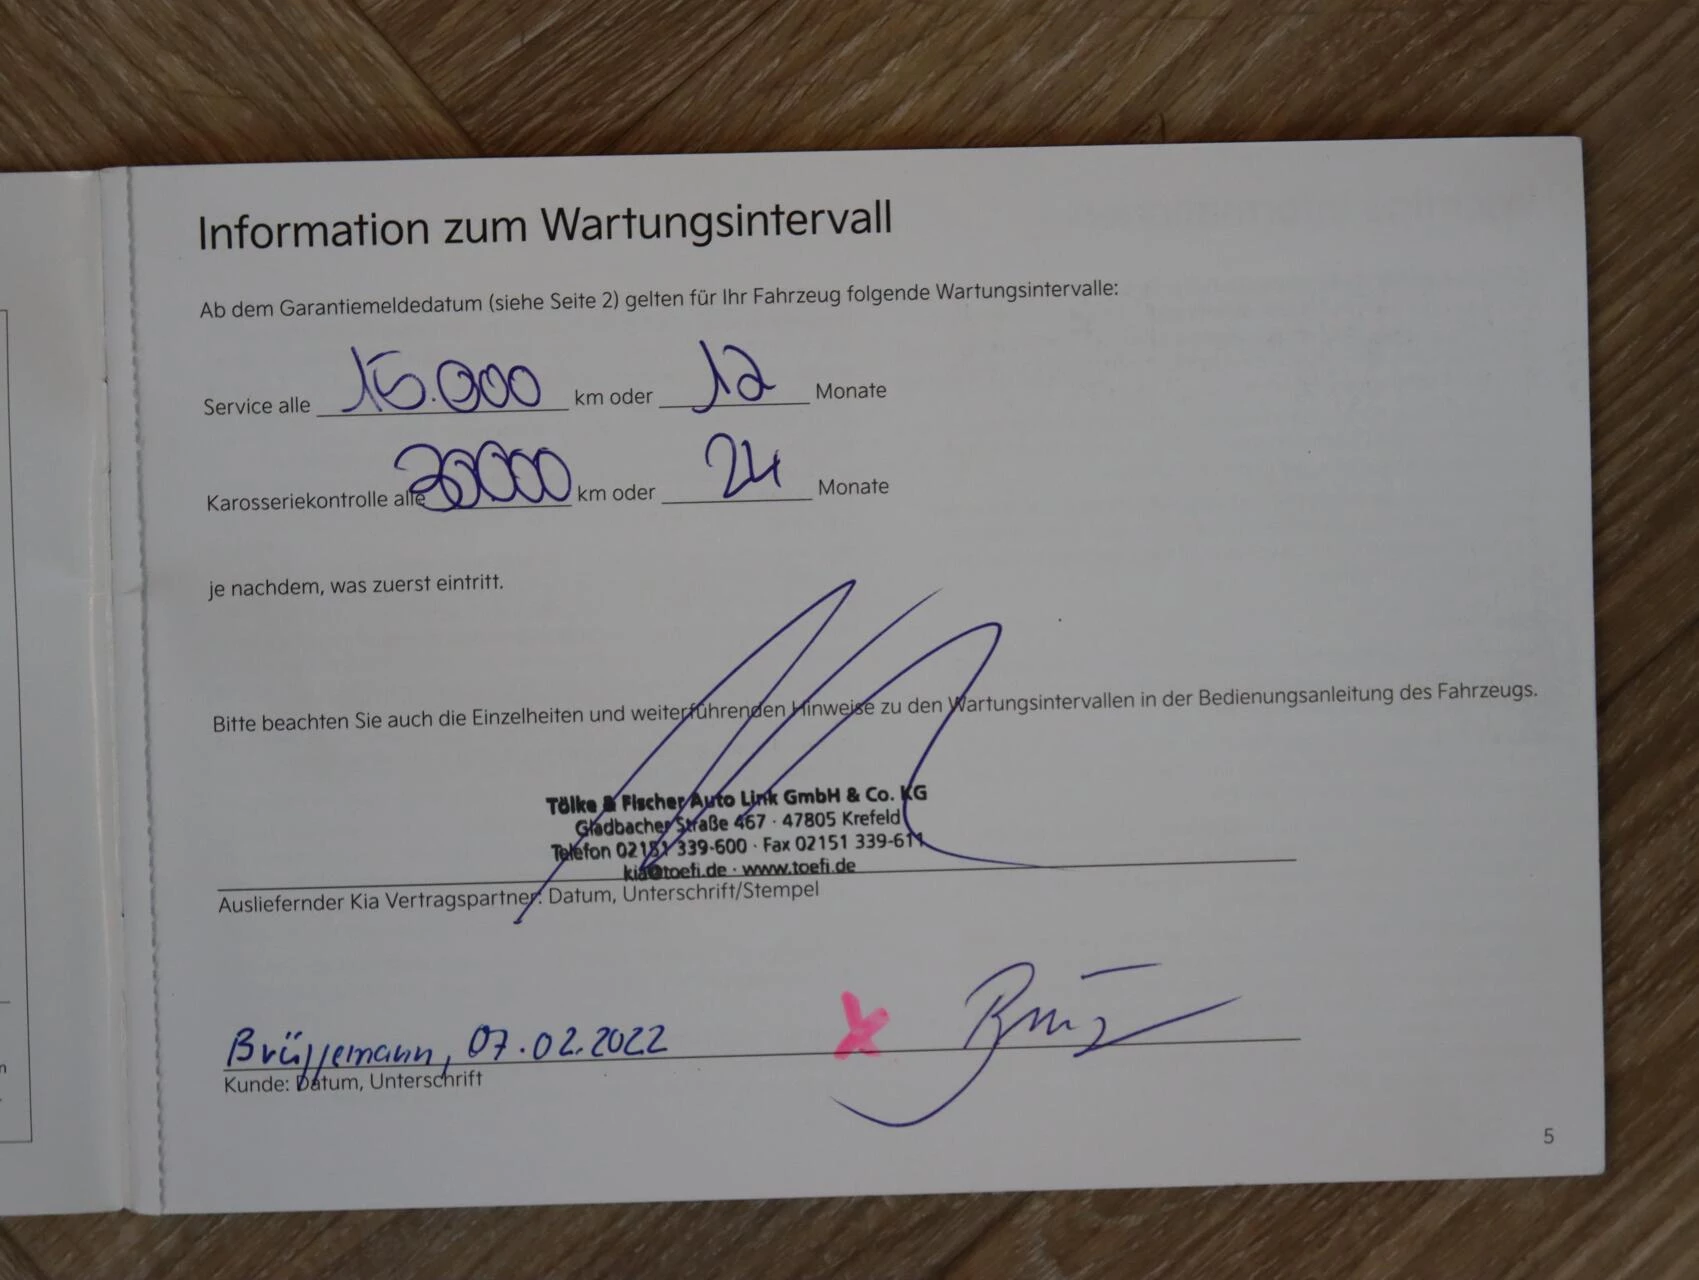 Information zum Wartungsintervall
Ab dem Garantiemeldedatum (siehe Seite 2) gelten für Ihr Fahrzeug folgende Wartungsintervalle:
Service alle 15.000 km oder 12 Monate
Karosseriekontrolle alle 30000 km oder 24 Monate
je nachdem, was zuerst eintritt.
Bitte beachten Sie auch die Einzelheiten und weiterführenden Hinweise zu den Wartungsintervallen in der Bedienungsanleitung des Fahrzeugs.
Tölke & Fischer Auto Link GmbH & Co. KG
Gladbacher Straße 467 · 47805 Krefeld
Telefon 02151 339-600 · Fax 02151 339-611
kia@toefi.de · www.toefi.de
Ausliefernder Kia Vertragspartner: Datum, Unterschrift/Stempel
Brüggemann, 07.02.2022
Kunde: Datum, Unterschrift
5